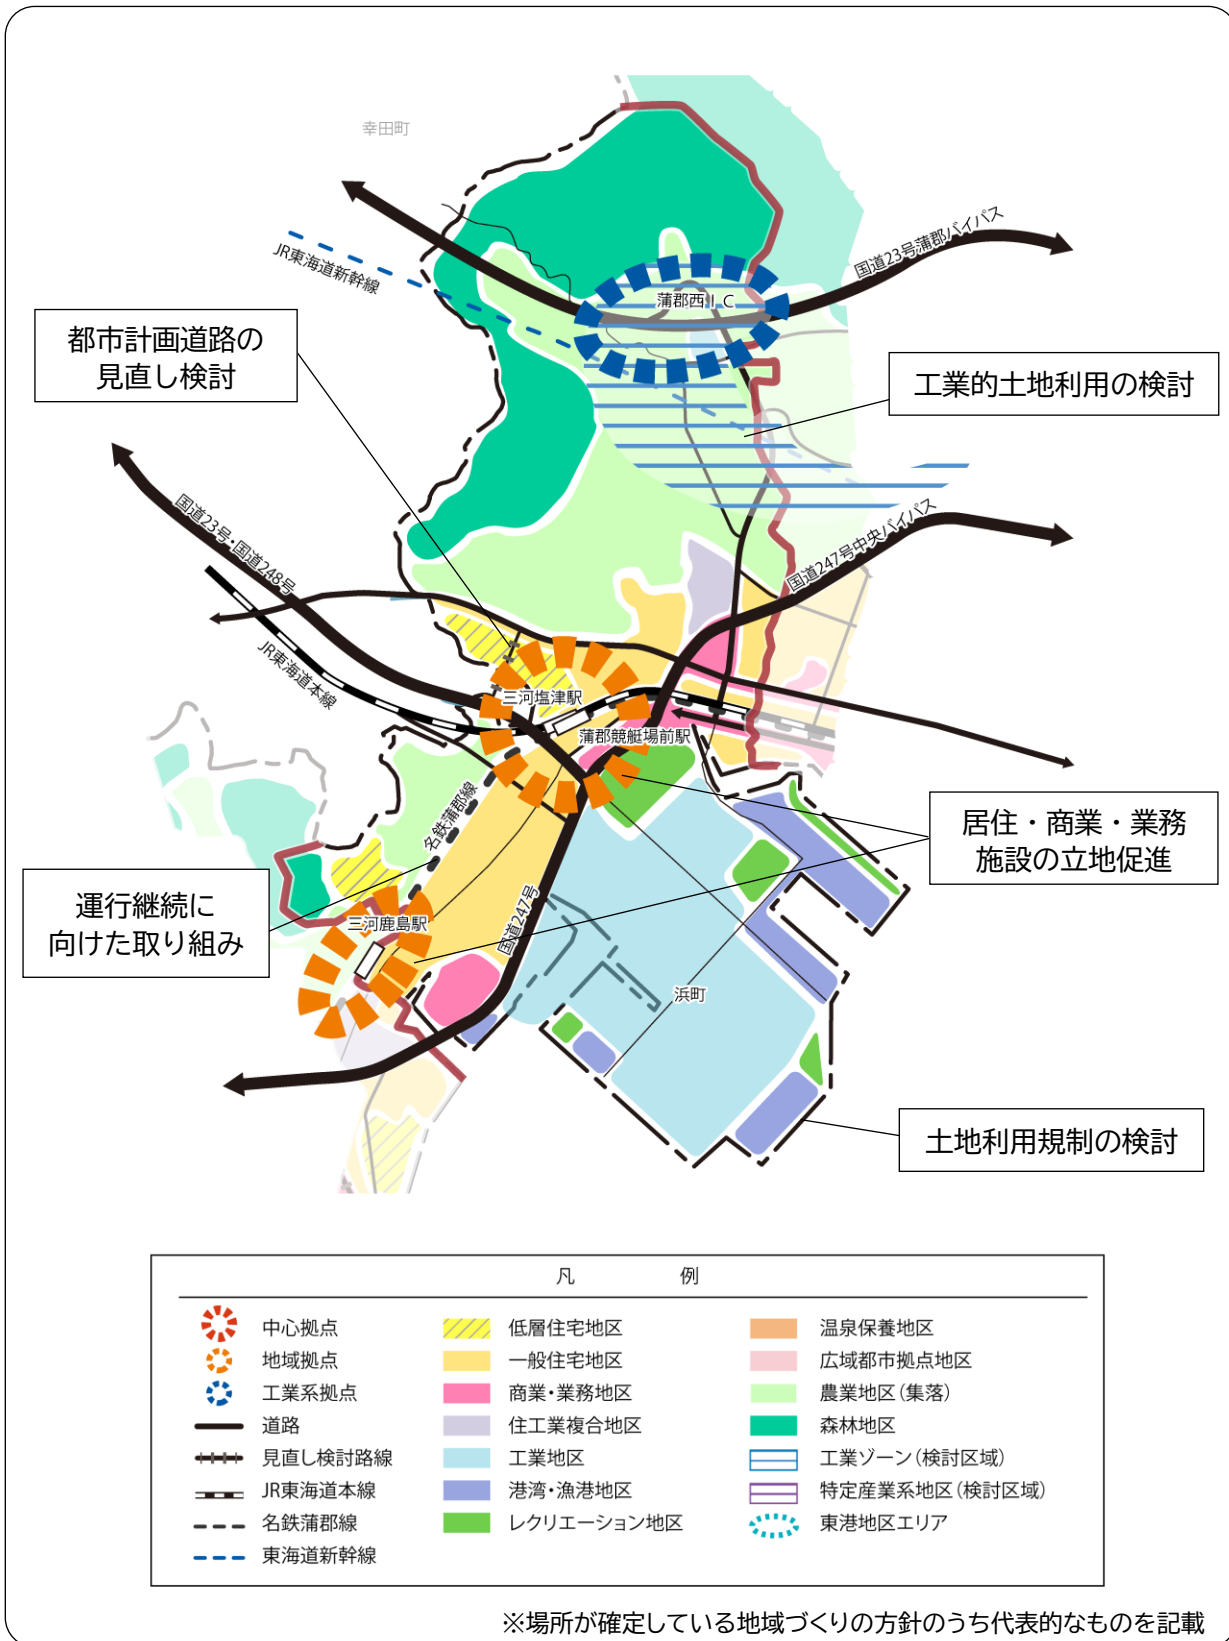 幸田町
JR東海道新幹線
国道23号蒲郡バイパス
蒲郡西IC
都市計画道路の
見直し検討
工業的土地利用の検討
国道23号・国道248号
国道247号中央バイパス
JR東海道本線
三河塩津駅
蒲郡競艇場前駅
名鉄蒲郡線
居住・商業・業務
施設の立地促進
運行継続に
向けた取り組み
三河鹿島駅
国道247号
浜町
土地利用規制の検討
凡 例
中心拠点
地域拠点
工業系拠点
道路
見直し検討路線
JR東海道本線
名鉄蒲郡線
東海道新幹線
低層住宅地区
一般住宅地区
商業・業務地区
住工業複合地区
工業地区
港湾・漁港地区
レクリエーション地区
温泉保養地区
広域都市拠点地区
農業地区(集落)
森林地区
工業ゾーン(検討区域)
特定産業系地区(検討区域)
東港地区エリア
※場所が確定している地域づくりの方針のうち代表的なものを記載